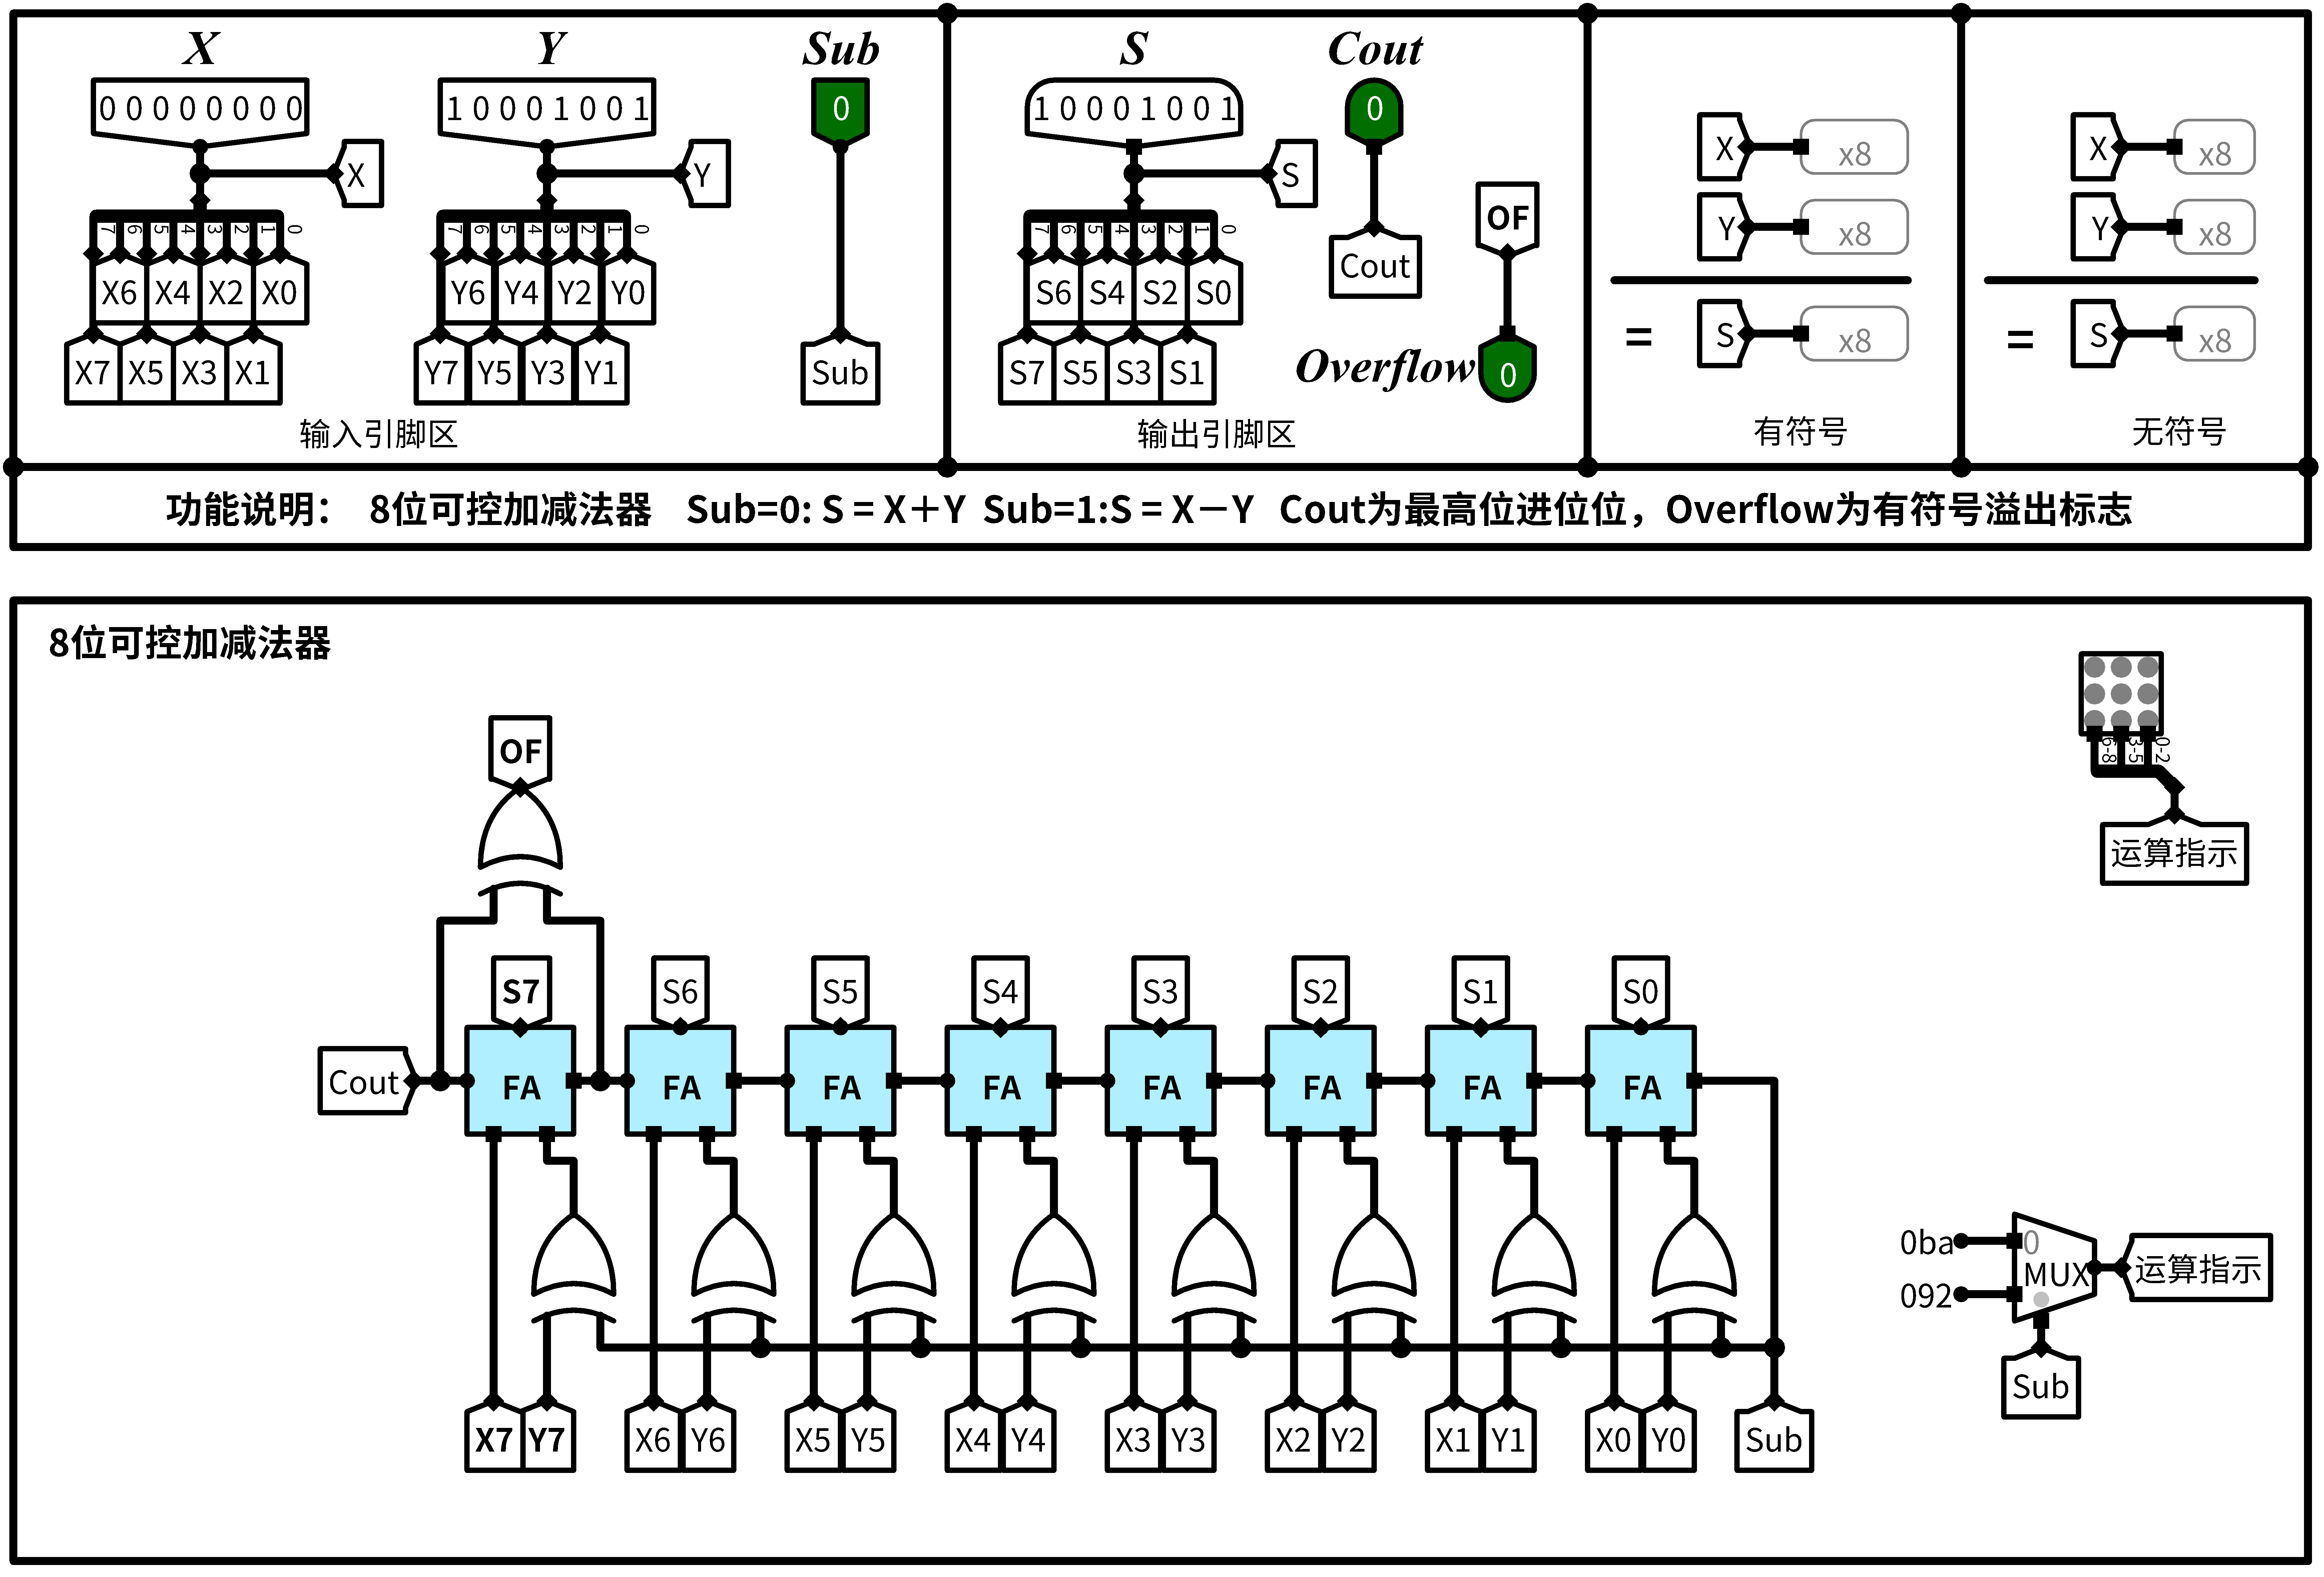 X Y Sub S Cout
00000000 10001001 0 10001001 0
X Y S OF X x8 X x8
Y x8 Y x8
7 6 5 4 3 2 1 0 7 6 5 4 3 2 1 0 7 6 5 4 3 2 1 0
X6 X4 X2 X0 Y6 Y4 Y2 Y0 S6 S4 S2 S0 Cout
= S x8 = S x8
X7 X5 X3 X1 Y7 Y5 Y3 Y1 Sub S7 S5 S3 S1 Overflow 0
输入引脚区 输出引脚区 有符号 无符号
功能说明： 8位可控加减法器 Sub=0: S = X＋Y Sub=1:S = X－Y Cout为最高位进位位，Overflow为有符号溢出标志
8位可控加减法器
OF
6-8 3-5 0-2
运算指示
S7 S6 S5 S4 S3 S2 S1 S0
Cout FA FA FA FA FA FA FA FA
0ba 0 MUX 运算指示
092
Sub
X7 Y7 X6 Y6 X5 Y5 X4 Y4 X3 Y3 X2 Y2 X1 Y1 X0 Y0 Sub